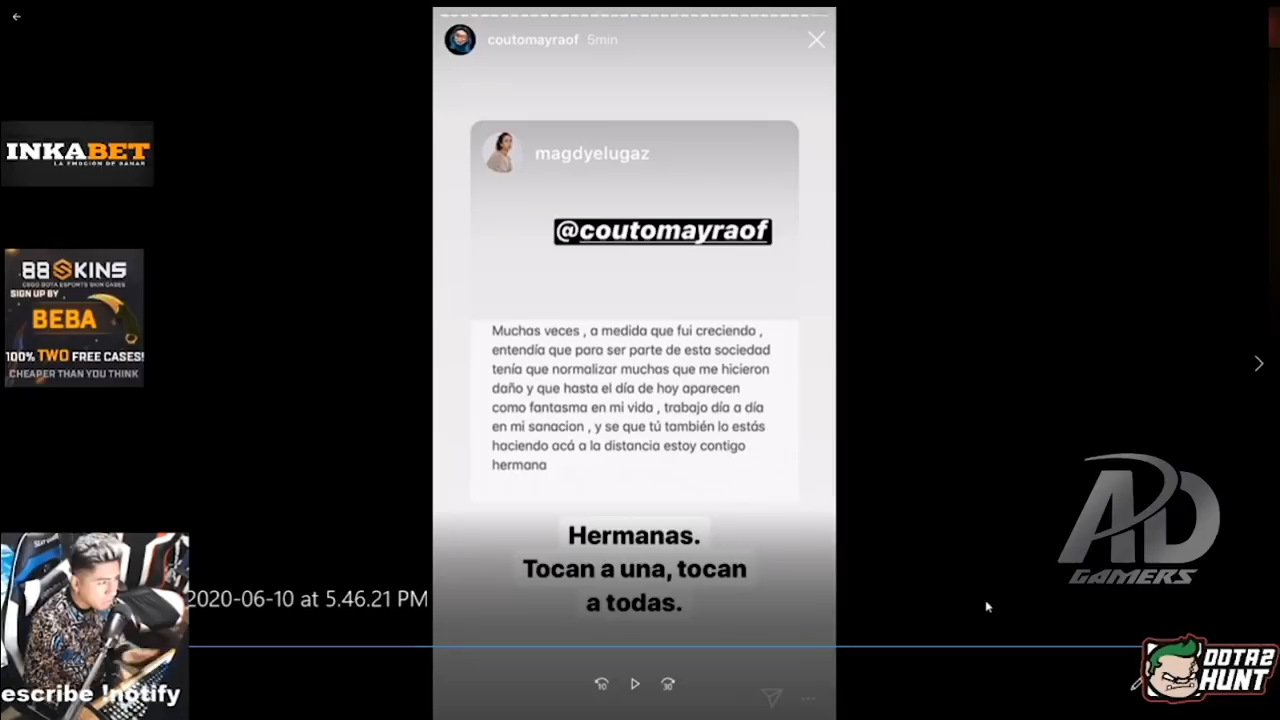 coutomayraof 5min
magdyelugaz
@coutomayraof
Muchas veces , a medida que fui creciendo ,
entendía que para ser parte de esta sociedad
tenía que normalizar muchas que me hicieron
daño y que hasta el día de hoy aparecen
como fantasma en mi vida , trabajo día a día
en mi sanacion , y se que tú también lo estás
haciendo acá a la distancia estoy contigo
hermana
Hermanas.
Tocan a una, tocan
a todas.
10
30
INKABET
LA EMOCIÓN DE GANAR
88SKINS
CSGO DOTA ESPORTS SKIN CASES
SIGN UP BY
BEBA
100% TWO FREE CASES!
CHEAPER THAN YOU THINK
2020-06-10 at 5.46.21 PM
escribe !notify
AD
GAMERS
DOTA2
HUNT